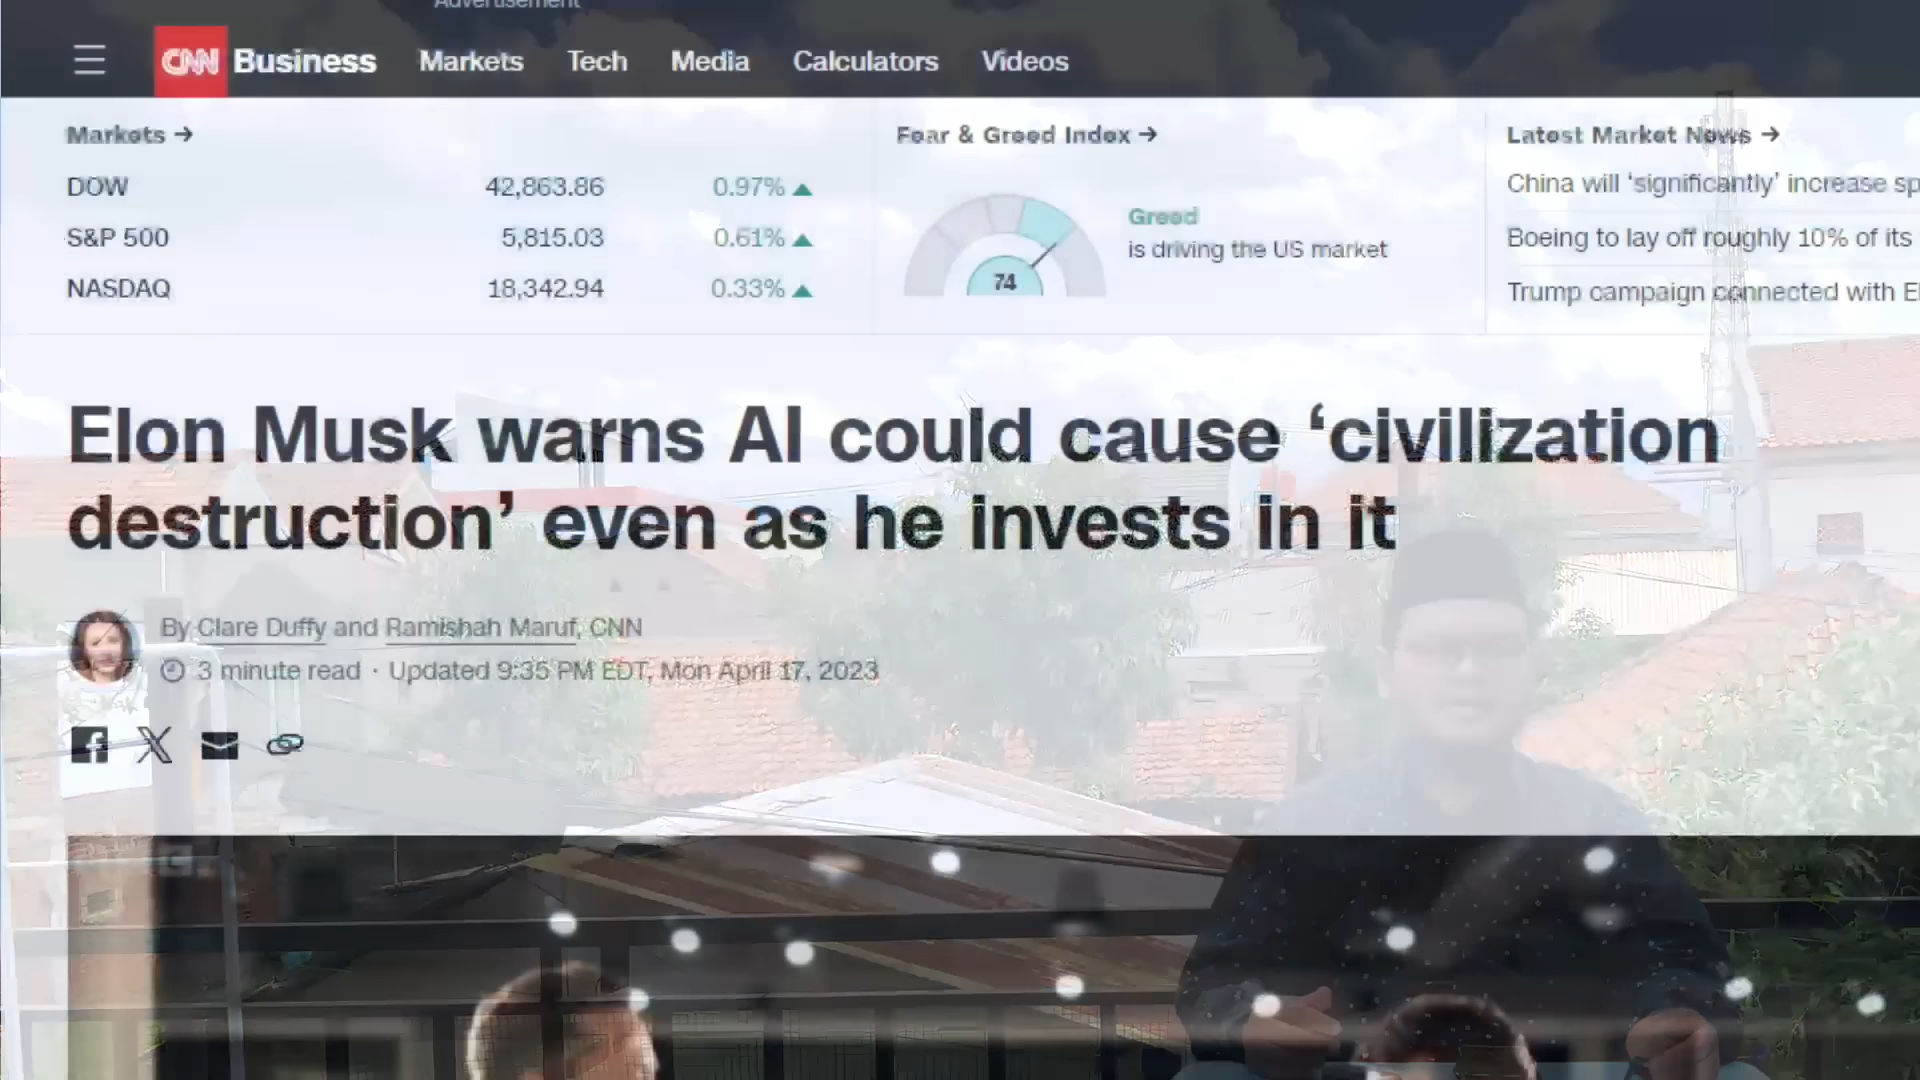 Advertisement
CNN Business Markets Tech Media Calculators Videos
Markets →
DOW 42,863.86 0.97%
S&P 500 5,815.03 0.61%
NASDAQ 18,342.94 0.33%
Fear & Greed Index →
74
Greed
is driving the US market
Latest Market News →
China will ‘significantly’ increase sp
Boeing to lay off roughly 10% of its
Trump campaign connected with El
Elon Musk warns AI could cause ‘civilization
destruction’ even as he invests in it
By Clare Duffy and Ramishah Maruf, CNN
3 minute read · Updated 9:35 PM EDT, Mon April 17, 2023